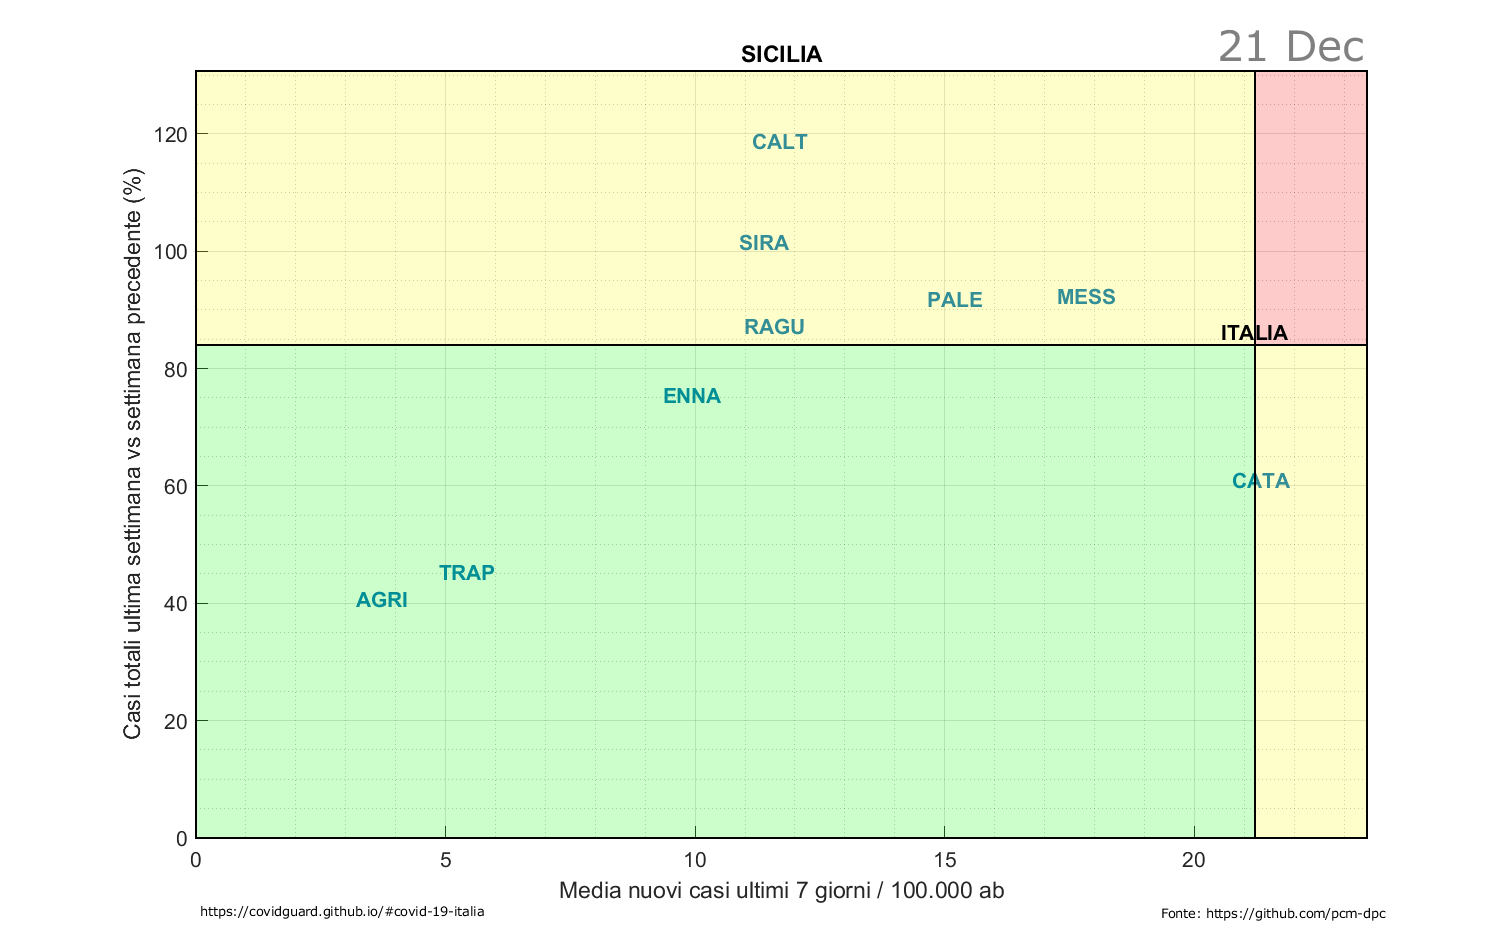 21 Dec
SICILIA
Casi totali ultima settimana vs settimana precedente (%)
120
100
80
60
40
20
0
CALT
SIRA
PALE
MESS
RAGU
ITALIA
ENNA
CATA
TRAP
AGRI
0
5
10
15
20
Media nuovi casi ultimi 7 giorni / 100.000 ab
https://covidguard.github.io/#covid-19-italia
Fonte: https://github.com/pcm-dpc